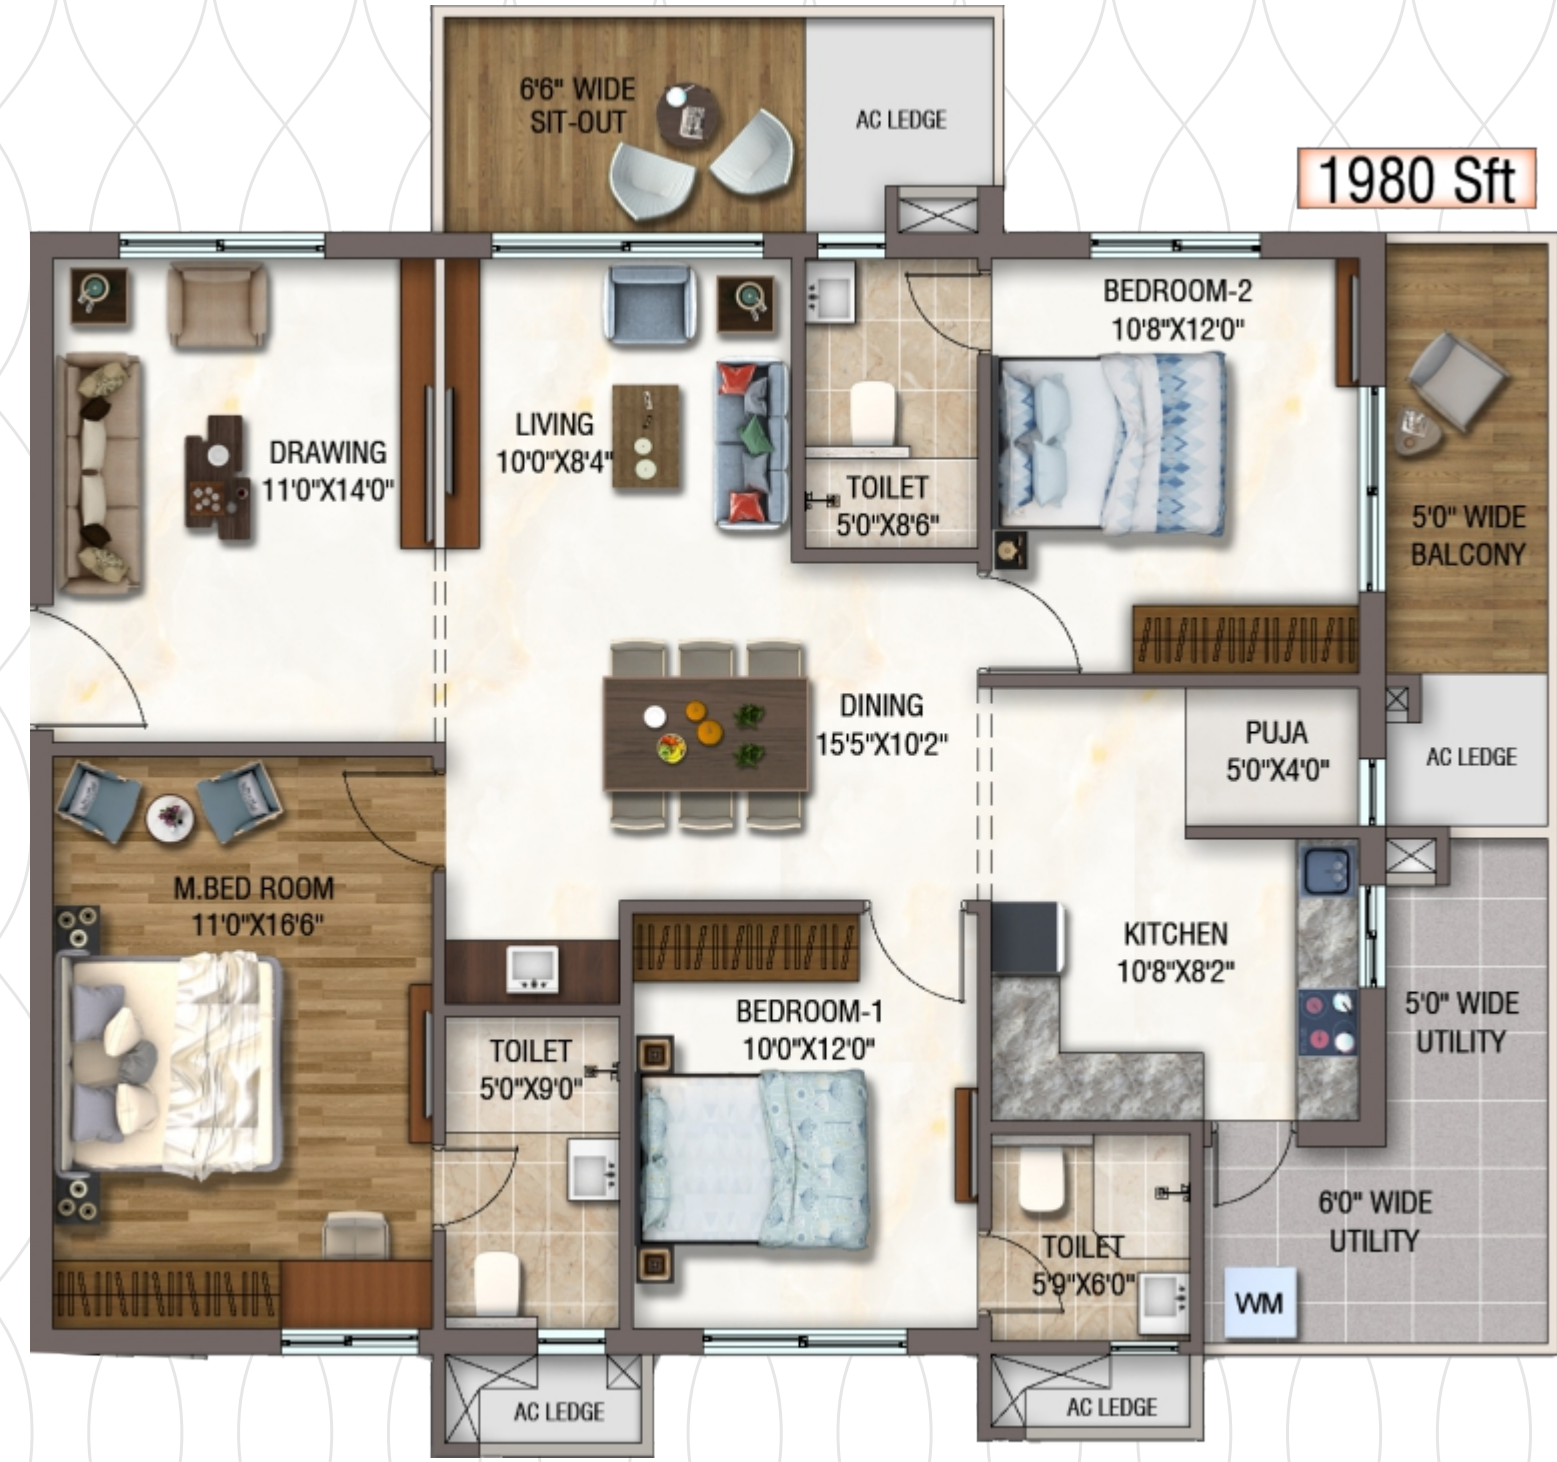 6'6" WIDE
SIT-OUT
AC LEDGE
1980 Sft
BEDROOM-2
10'8"X12'0"
LIVING
10'0"X8'4"
DRAWING
11'0"X14'0"
TOILET
5'0"X8'6"
5'0" WIDE
BALCONY
DINING
15'5"X10'2"
PUJA
5'0"X4'0"
AC LEDGE
M.BED ROOM
11'0"X16'6"
KITCHEN
10'8"X8'2"
BEDROOM-1
10'0"X12'0"
5'0" WIDE
UTILITY
TOILET
5'0"X9'0"
6'0" WIDE
UTILITY
TOILET
5'9"X6'0"
WM
AC LEDGE
AC LEDGE